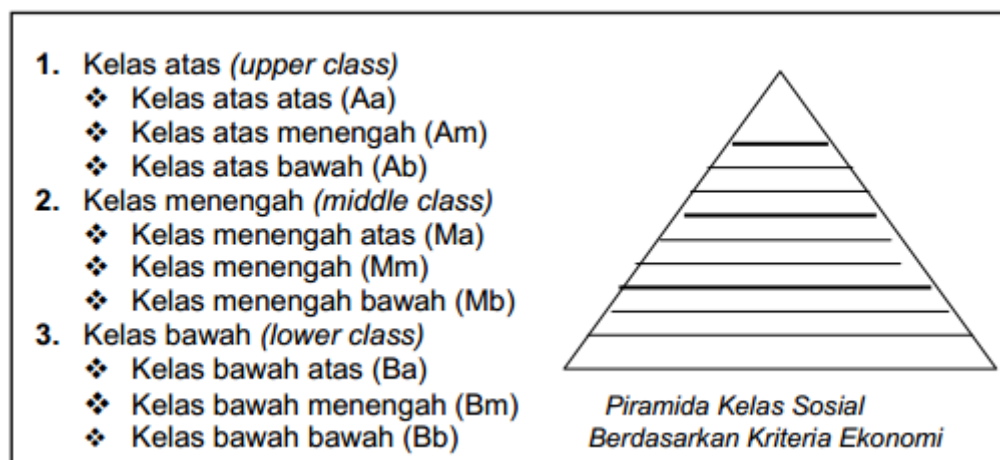 1. Kelas atas (upper class)
❖ Kelas atas atas (Aa)
❖ Kelas atas menengah (Am)
❖ Kelas atas bawah (Ab)
2. Kelas menengah (middle class)
❖ Kelas menengah atas (Ma)
❖ Kelas menengah (Mm)
❖ Kelas menengah bawah (Mb)
3. Kelas bawah (lower class)
❖ Kelas bawah atas (Ba)
❖ Kelas bawah menengah (Bm)
❖ Kelas bawah bawah (Bb)
Piramida Kelas Sosial
Berdasarkan Kriteria Ekonomi